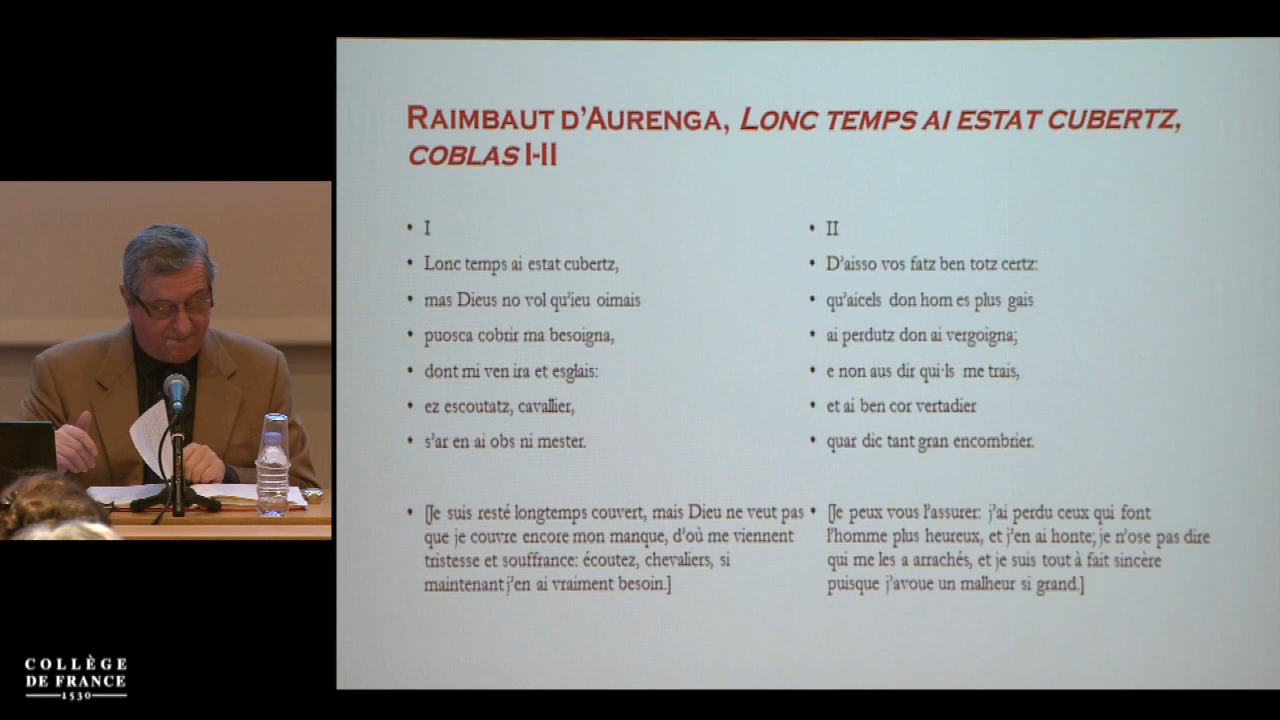 RAIMBAUT D'AURENGA, LONC TEMPS AI ESTAT CUBERTZ,
COBLAS I-II
• I
• Lonc temps ai estat cubertz,
• mas Dieus no vol qu'ieu oimais
• puosca cobrir ma besoigna,
• dont mi ven ira et esglais:
• ez escoutatz, cavallier,
• s'ar en ai obs ni mester.
• [Je suis resté longtemps couvert, mais Dieu ne veut pas
que je couvre encore mon manque, d'où me viennent
tristesse et souffrance: écoutez, chevaliers, si
maintenant j'en ai vraiment besoin.]
• II
• D'aisso vos fatz ben totz certz:
• qu'aicels don hom es plus gais
• ai perdutz don ai vergoigna;
• e non aus dir qui·ls me trais,
• et ai ben cor vertadier
• quar dic tant gran encombrier.
• [Je peux vous l'assurer: j'ai perdu ceux qui font
l'homme plus heureux, et j'en ai honte; je n'ose pas dire
qui me les a arrachés, et je suis tout à fait sincère
puisque j'avoue un malheur si grand.]
COLLÈGE
DE FRANCE
1530